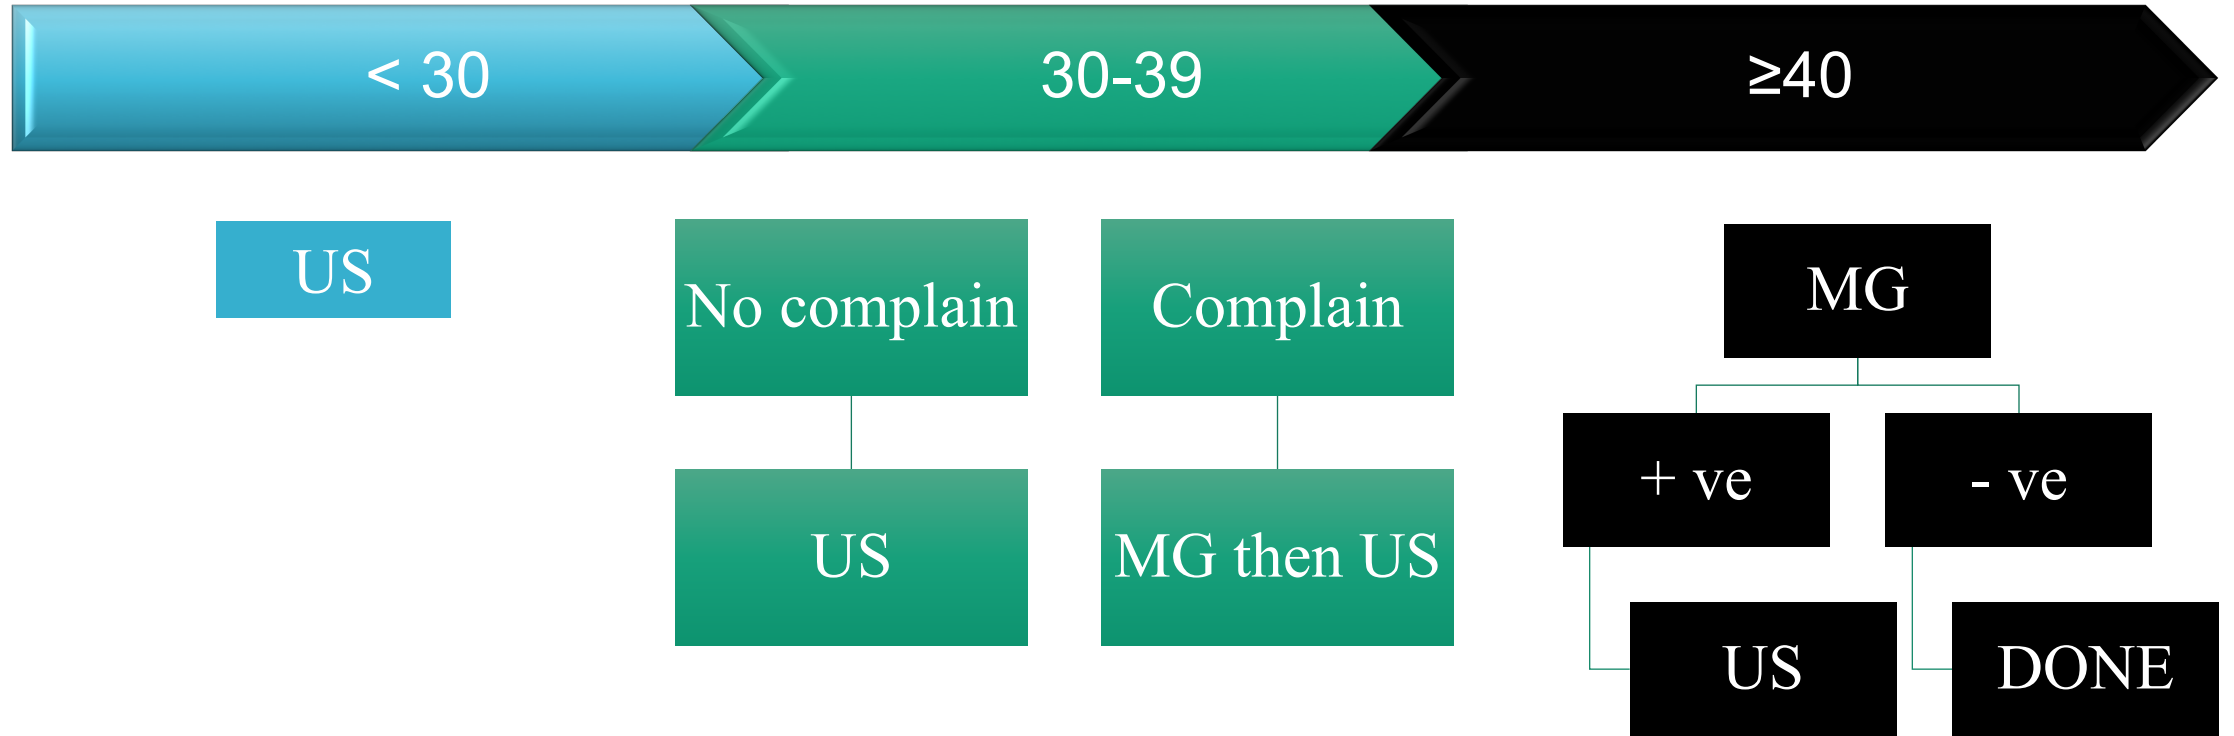 < 30
30-39
≥40
US
No complain
US
Complain
MG then US
MG
+ ve
- ve
US
DONE